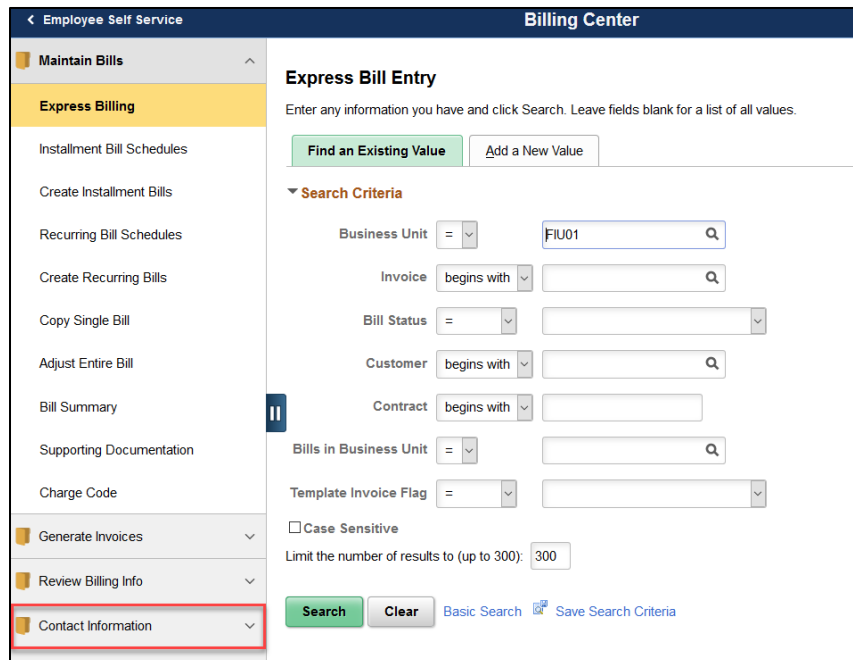 Employee Self Service
Billing Center
Maintain Bills
Express Billing
Installment Bill Schedules
Create Installment Bills
Recurring Bill Schedules
Create Recurring Bills
Copy Single Bill
Adjust Entire Bill
Bill Summary
Supporting Documentation
Charge Code
Generate Invoices
Review Billing Info
Contact Information
Express Bill Entry
Enter any information you have and click Search. Leave fields blank for a list of all values.
Find an Existing Value
Add a New Value
Search Criteria
Business Unit = FIU01
Invoice begins with
Bill Status =
Customer begins with
Contract begins with
Bills in Business Unit =
Template Invoice Flag =
Case Sensitive
Limit the number of results to (up to 300): 300
Search Clear Basic Search Save Search Criteria